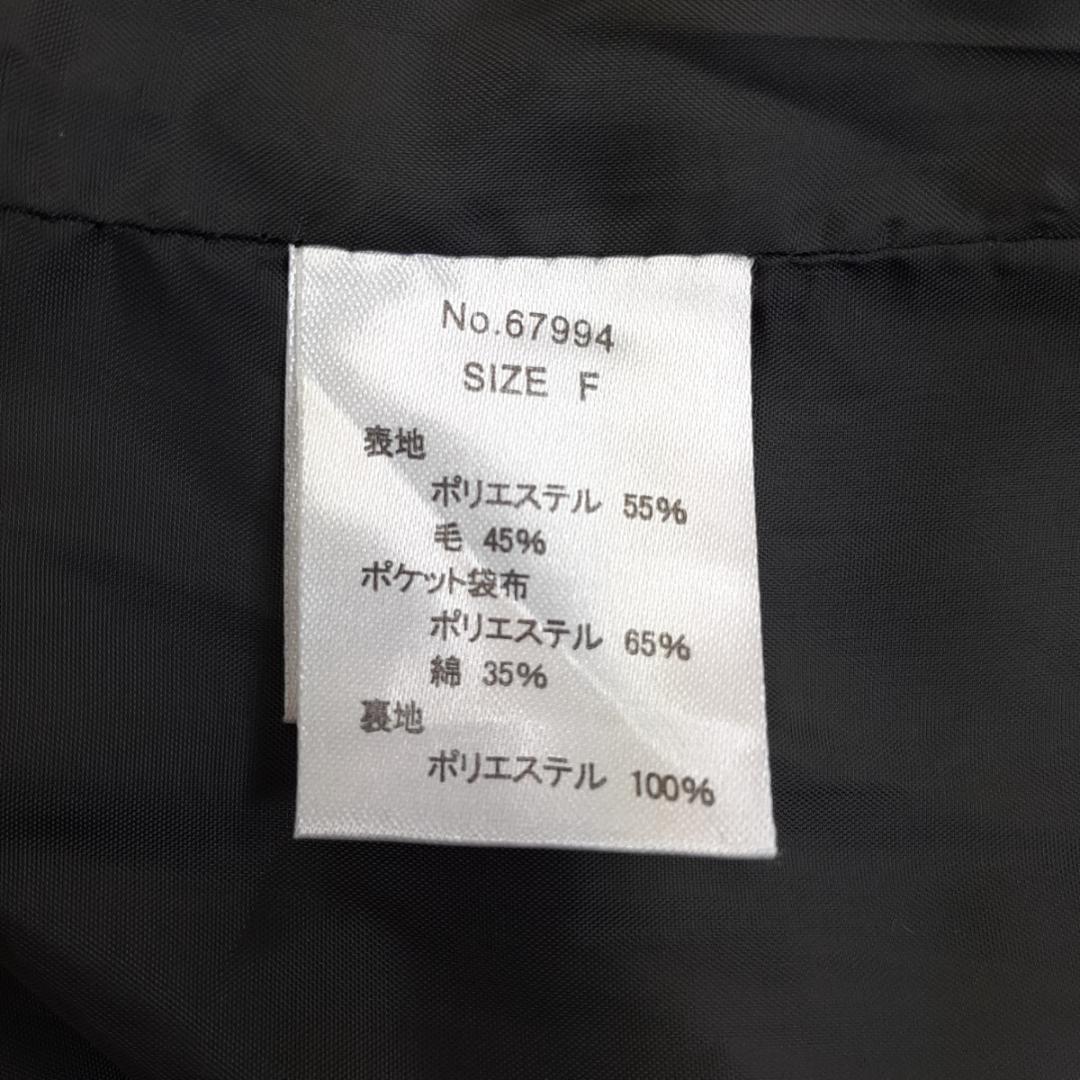 No.67994
SIZE F
表地
ポリエステル 55%
毛 45%
ポケット袋布
ポリエステル 65%
綿 35%
裏地
ポリエステル 100%